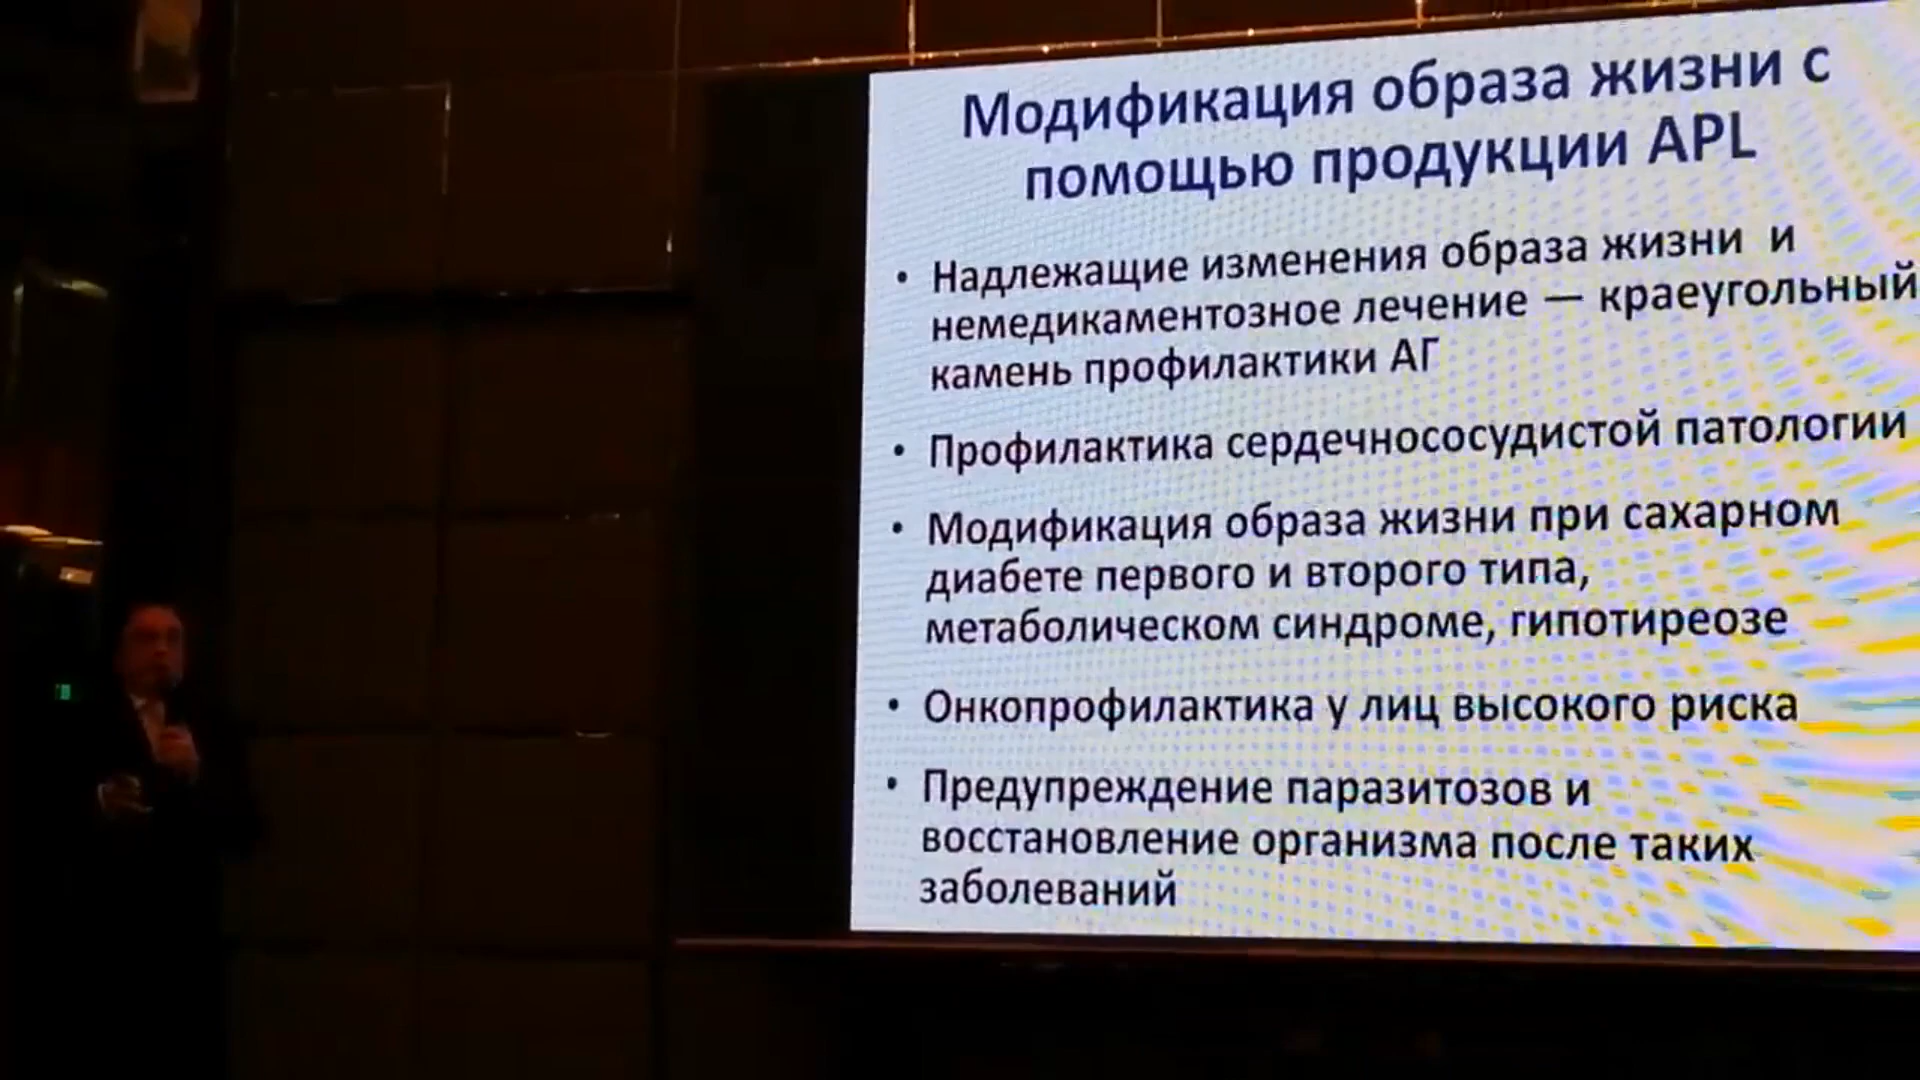 Модификация образа жизни с
помощью продукции APL
• Надлежащие изменения образа жизни и
немедикаментозное лечение — краеугольный
камень профилактики АГ
• Профилактика сердечнососудистой патологии
• Модификация образа жизни при сахарном
диабете первого и второго типа,
метаболическом синдроме, гипотиреозе
• Онкопрофилактика у лиц высокого риска
• Предупреждение паразитозов и
восстановление организма после таких
заболеваний